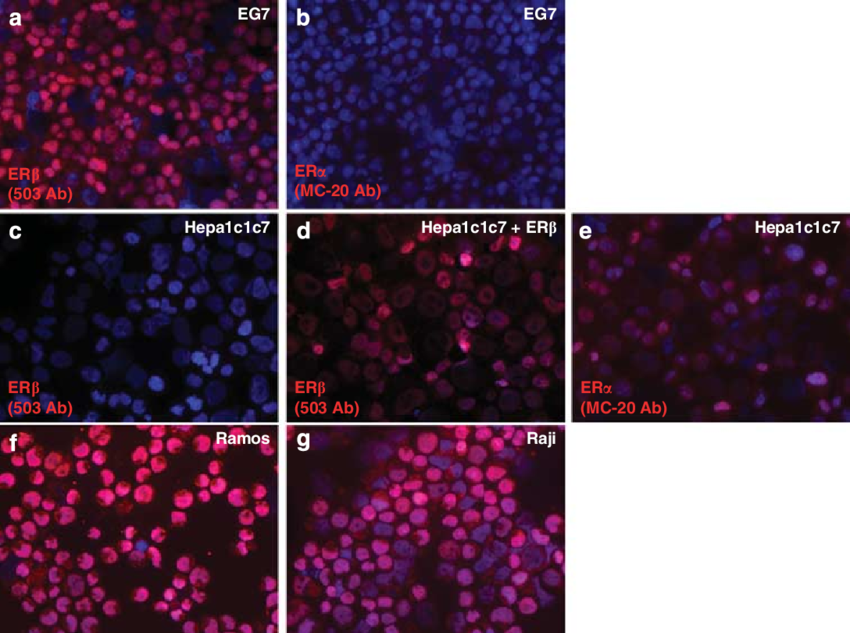 a
EG7
ERβ
(503 Ab)
b
EG7
ERα
(MC-20 Ab)
c
Hepa1c1c7
ERβ
(503 Ab)
d
Hepa1c1c7 + ERβ
ERβ
(503 Ab)
e
Hepa1c1c7
ERα
(MC-20 Ab)
f
Ramos
g
Raji